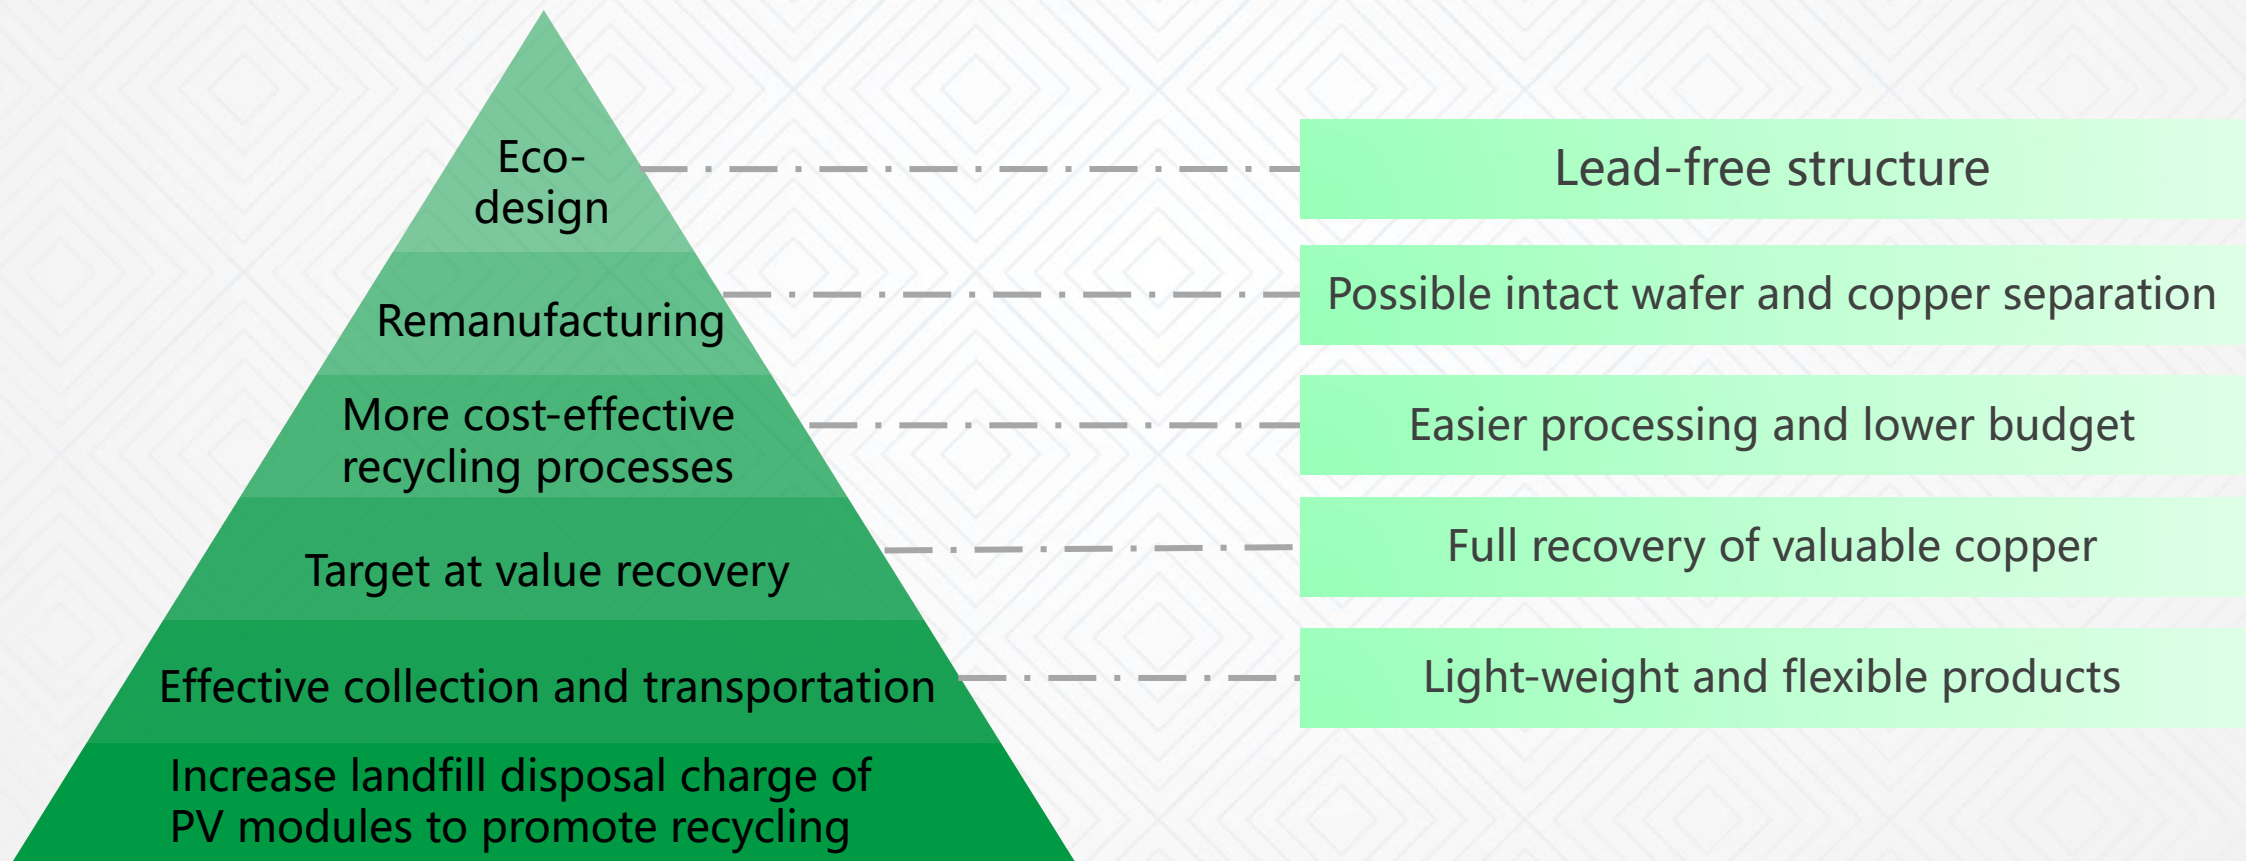 Eco-
design
Lead-free structure
Remanufacturing
Possible intact wafer and copper separation
More cost-effective
recycling processes
Easier processing and lower budget
Target at value recovery
Full recovery of valuable copper
Effective collection and transportation
Light-weight and flexible products
Increase landfill disposal charge of
PV modules to promote recycling